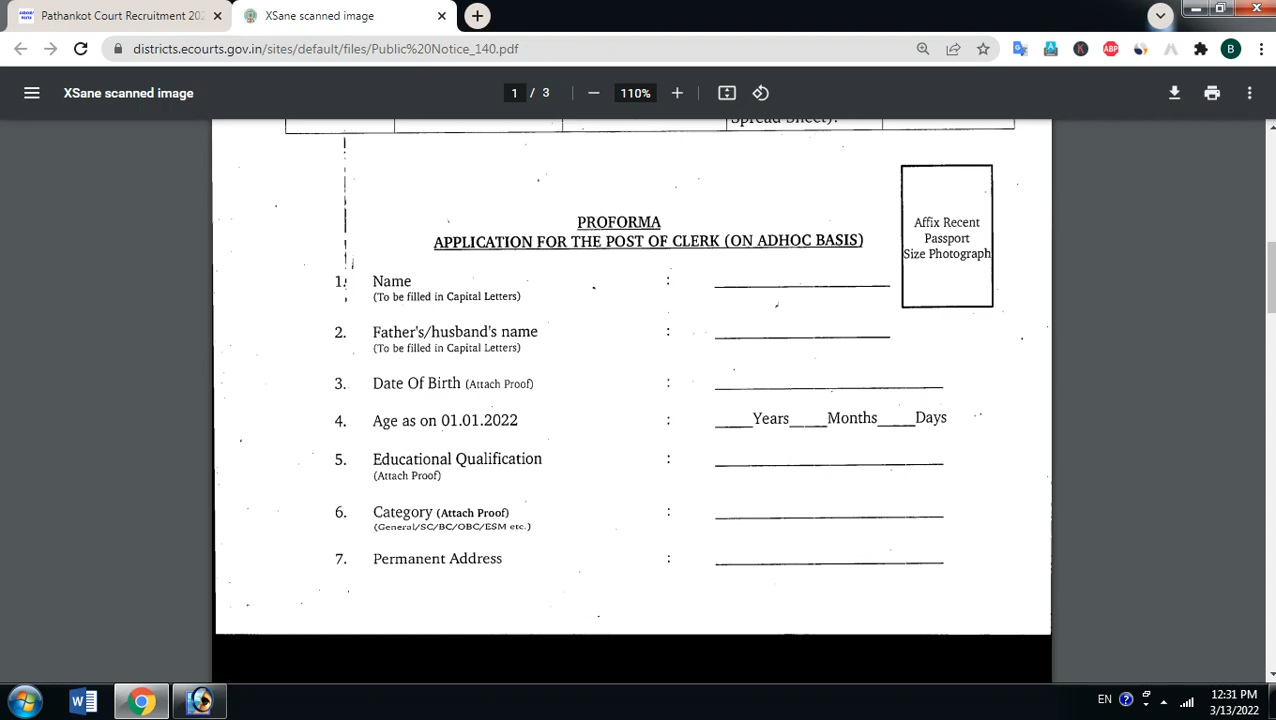 Pathankot Court Recruitment 202
XSane scanned image
districts.ecourts.gov.in/sites/default/files/Public%20Notice_140.pdf
ABP
B
XSane scanned image
1 / 3
110%
Spread Sheet).
PROFORMA
APPLICATION FOR THE POST OF CLERK (ON ADHOC BASIS)
Affix Recent
Passport
Size Photograph
1. Name :
(To be filled in Capital Letters)
2. Father's/husband's name :
(To be filled in Capital Letters)
3. Date Of Birth (Attach Proof) :
4. Age as on 01.01.2022 : ____Years____Months____Days
5. Educational Qualification :
(Attach Proof)
6. Category (Attach Proof) :
(General/SC/BC/OBC/ESM etc.)
7. Permanent Address :
EN
12:31 PM
3/13/2022